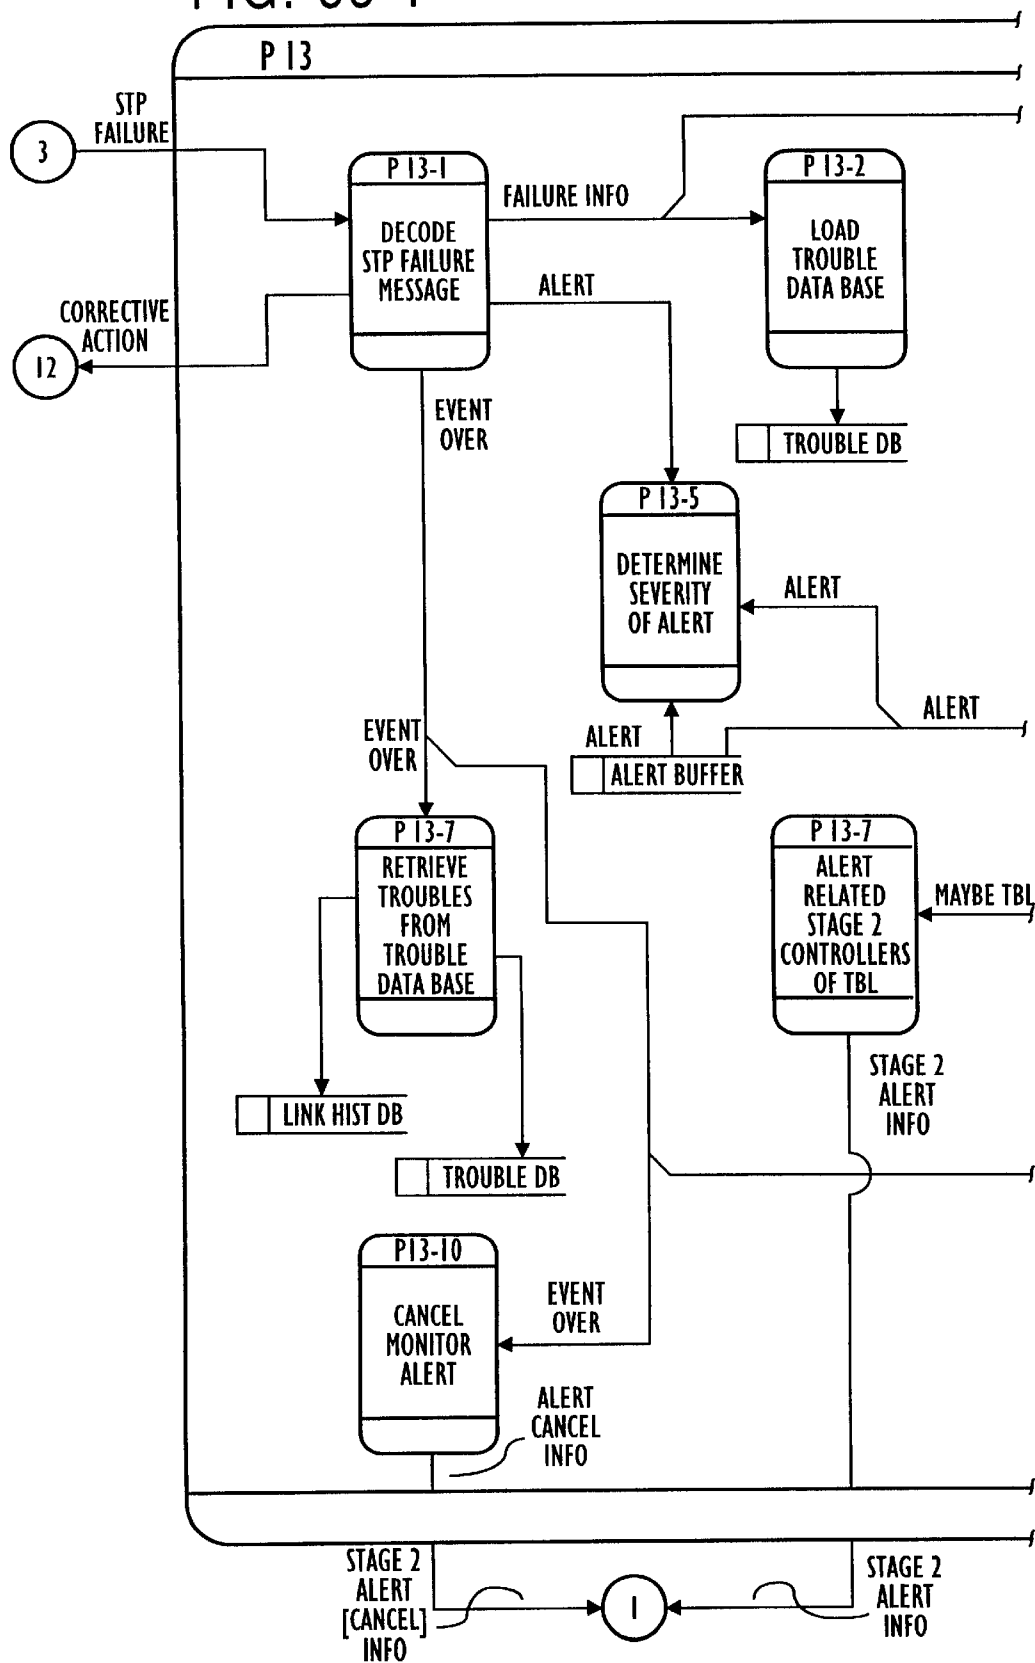 P 13
STP
FAILURE
3
P 13-1
DECODE
STP FAILURE
MESSAGE
FAILURE INFO
P 13-2
LOAD
TROUBLE
DATA BASE
ALERT
CORRECTIVE
ACTION
12
EVENT
OVER
TROUBLE DB
P 13-5
DETERMINE
SEVERITY
OF ALERT
ALERT
ALERT
EVENT
OVER
ALERT
ALERT BUFFER
P 13-7
RETRIEVE
TROUBLES
FROM
TROUBLE
DATA BASE
P 13-7
ALERT
RELATED
STAGE 2
CONTROLLERS
OF TBL
MAYBE TBL
STAGE 2
ALERT
INFO
LINK HIST DB
TROUBLE DB
P13-10
CANCEL
MONITOR
ALERT
EVENT
OVER
ALERT
CANCEL
INFO
STAGE 2
ALERT
[CANCEL]
INFO
1
STAGE 2
ALERT
INFO